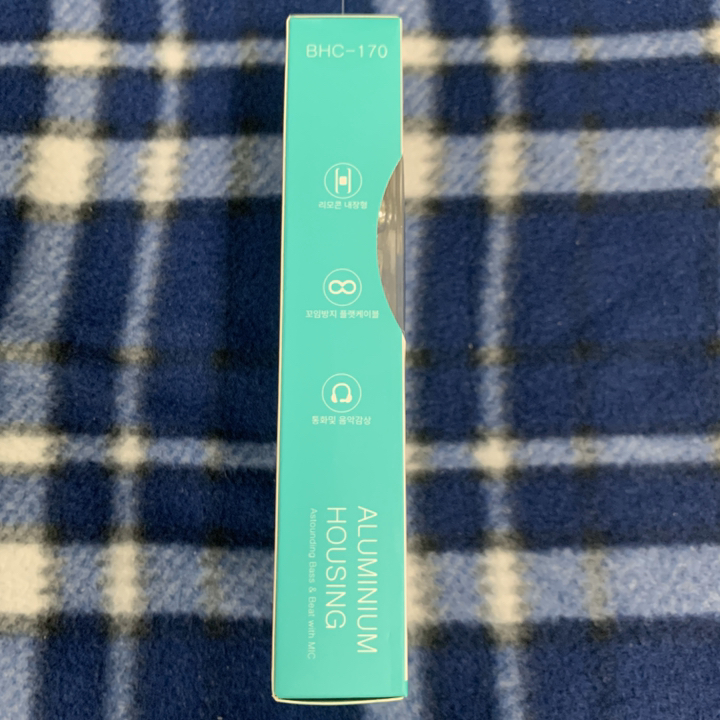 BHC-170
리모콘 내장형
꼬임방지 플랫케이블
통화및 음악감상
ALUMINIUM
HOUSING
Astounding Bass & Beat with MIC